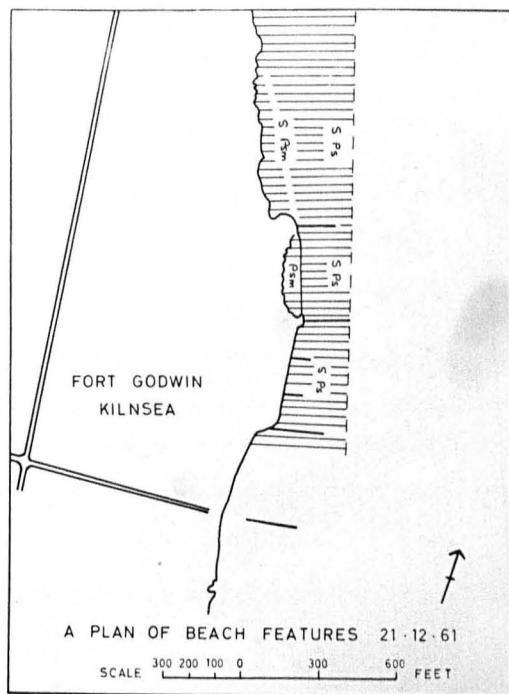 S Psm
S Ps
Psm
S Ps
S Ps
FORT GODWIN
KILNSEA
A PLAN OF BEACH FEATURES 21·12·61
SCALE 300 200 100 0 300 600 FEET